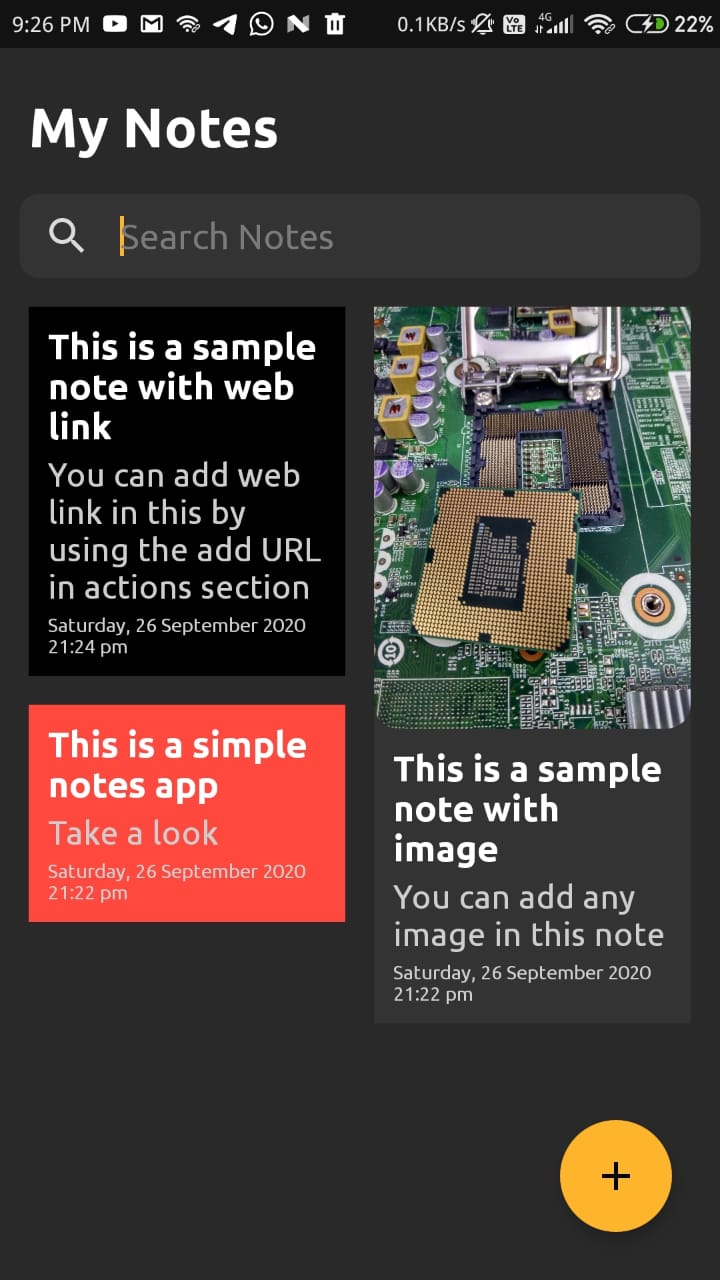 9:26 PM 0.1KB/s Vo LTE 4G 22%
My Notes
Search Notes
This is a sample
note with web
link
You can add web
link in this by
using the add URL
in actions section
Saturday, 26 September 2020
21:24 pm
This is a simple
notes app
Take a look
Saturday, 26 September 2020
21:22 pm
This is a sample
note with
image
You can add any
image in this note
Saturday, 26 September 2020
21:22 pm